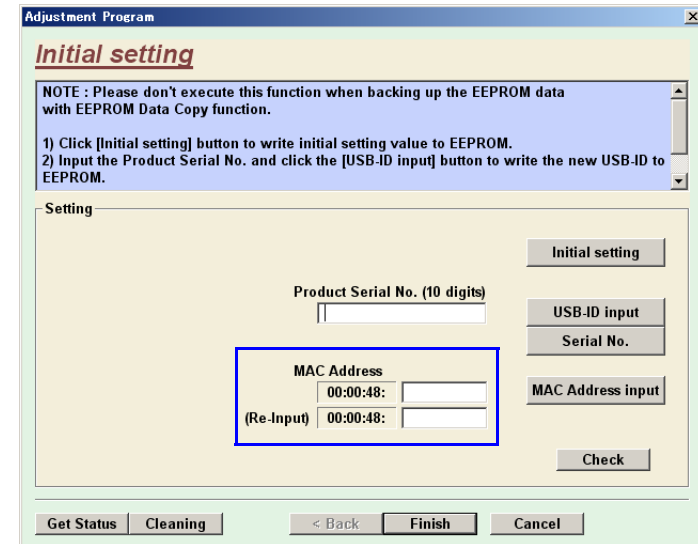 Adjustment Program
Initial setting
NOTE : Please don't execute this function when backing up the EEPROM data
with EEPROM Data Copy function.
1) Click [Initial setting] button to write initial setting value to EEPROM.
2) Input the Product Serial No. and click the [USB-ID input] button to write the new USB-ID to
EEPROM.
Setting
Initial setting
Product Serial No. (10 digits)
USB-ID input
Serial No.
MAC Address
00:00:48:
MAC Address input
(Re-Input) 00:00:48:
Check
Get Status Cleaning < Back Finish Cancel